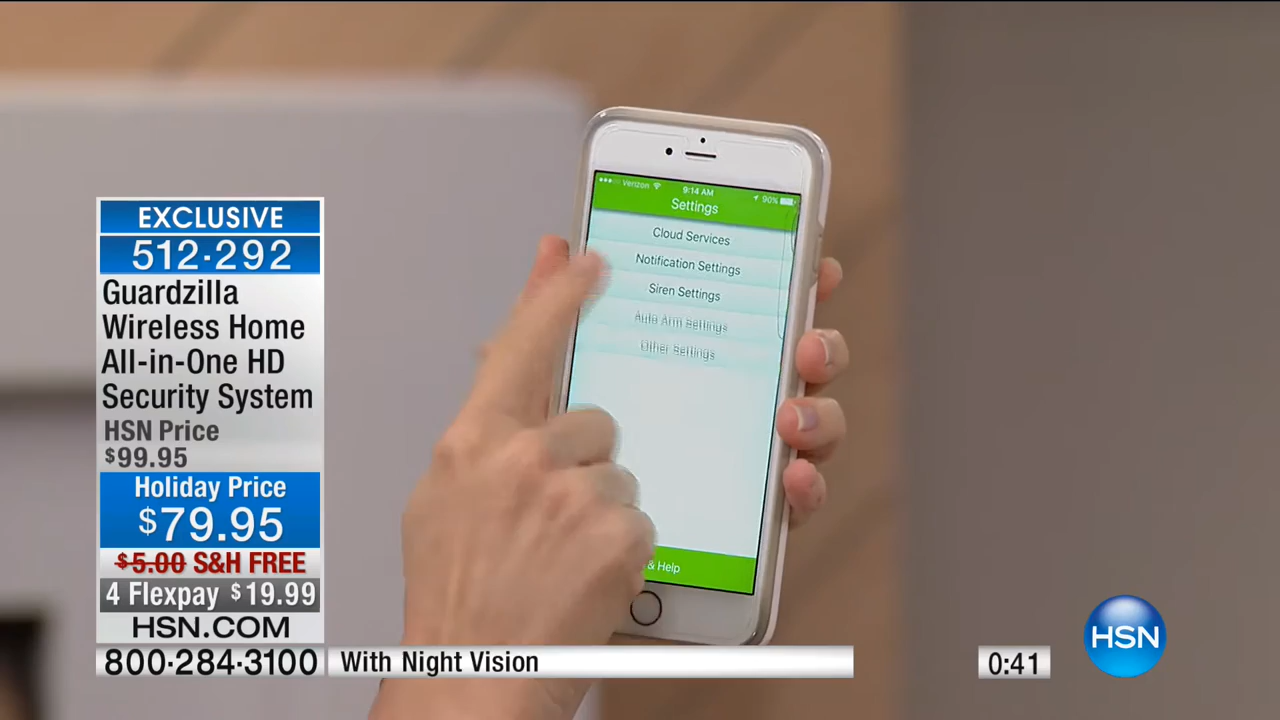 EXCLUSIVE
512-292
Guardzilla
Wireless Home
All-in-One HD
Security System
HSN Price
$99.95
Holiday Price
$79.95
$5.00 S&H FREE
4 Flexpay $19.99
HSN.COM
800-284-3100
With Night Vision
0:41
HSN
Verizon
9:14 AM
90%
Settings
Cloud Services
Notification Settings
Siren Settings
Auto Arm Settings
Other Settings
& Help